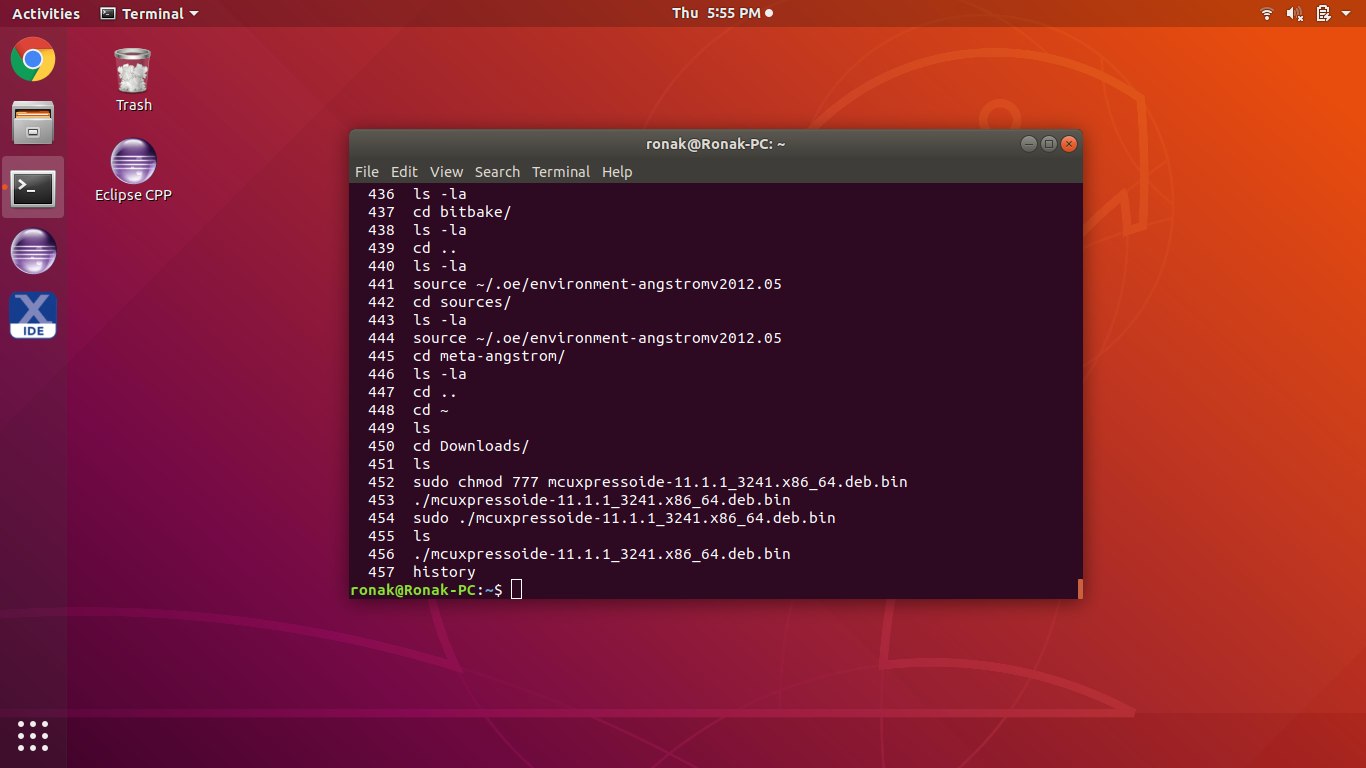 Activities Terminal Thu 5:55 PM
Trash
Eclipse CPP
X
IDE
ronak@Ronak-PC: ~
File Edit View Search Terminal Help
436 ls -la
437 cd bitbake/
438 ls -la
439 cd ..
440 ls -la
441 source ~/.oe/environment-angstromv2012.05
442 cd sources/
443 ls -la
444 source ~/.oe/environment-angstromv2012.05
445 cd meta-angstrom/
446 ls -la
447 cd ..
448 cd ~
449 ls
450 cd Downloads/
451 ls
452 sudo chmod 777 mcuxpressoide-11.1.1_3241.x86_64.deb.bin
453 ./mcuxpressoide-11.1.1_3241.x86_64.deb.bin
454 sudo ./mcuxpressoide-11.1.1_3241.x86_64.deb.bin
455 ls
456 ./mcuxpressoide-11.1.1_3241.x86_64.deb.bin
457 history
ronak@Ronak-PC:~$